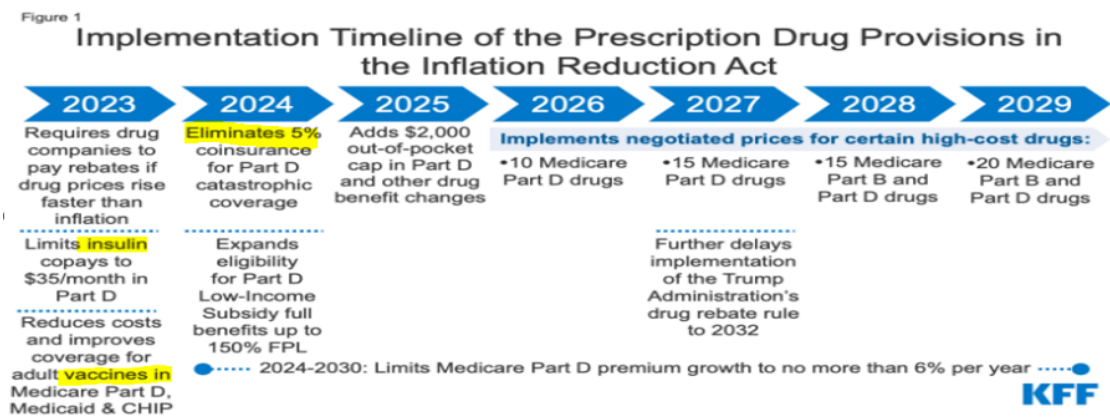 Figure 1
Implementation Timeline of the Prescription Drug Provisions in
the Inflation Reduction Act
2023
Requires drug
companies to
pay rebates if
drug prices rise
faster than
inflation
Limits insulin
copays to
$35/month in
Part D
Reduces costs
and improves
coverage for
adult vaccines in
Medicare Part D,
Medicaid & CHIP
2024
Eliminates 5%
coinsurance
for Part D
catastrophic
coverage
Expands
eligibility
for Part D
Low-Income
Subsidy full
benefits up to
150% FPL
2025
Adds $2,000
out-of-pocket
cap in Part D
and other drug
benefit changes
2026
2027
2028
2029
Implements negotiated prices for certain high-cost drugs:
•10 Medicare
Part D drugs
•15 Medicare
Part D drugs
Further delays
implementation
of the Trump
Administration's
drug rebate rule
to 2032
•15 Medicare
Part B and
Part D drugs
•20 Medicare
Part B and
Part D drugs
2024-2030: Limits Medicare Part D premium growth to no more than 6% per year
KFF